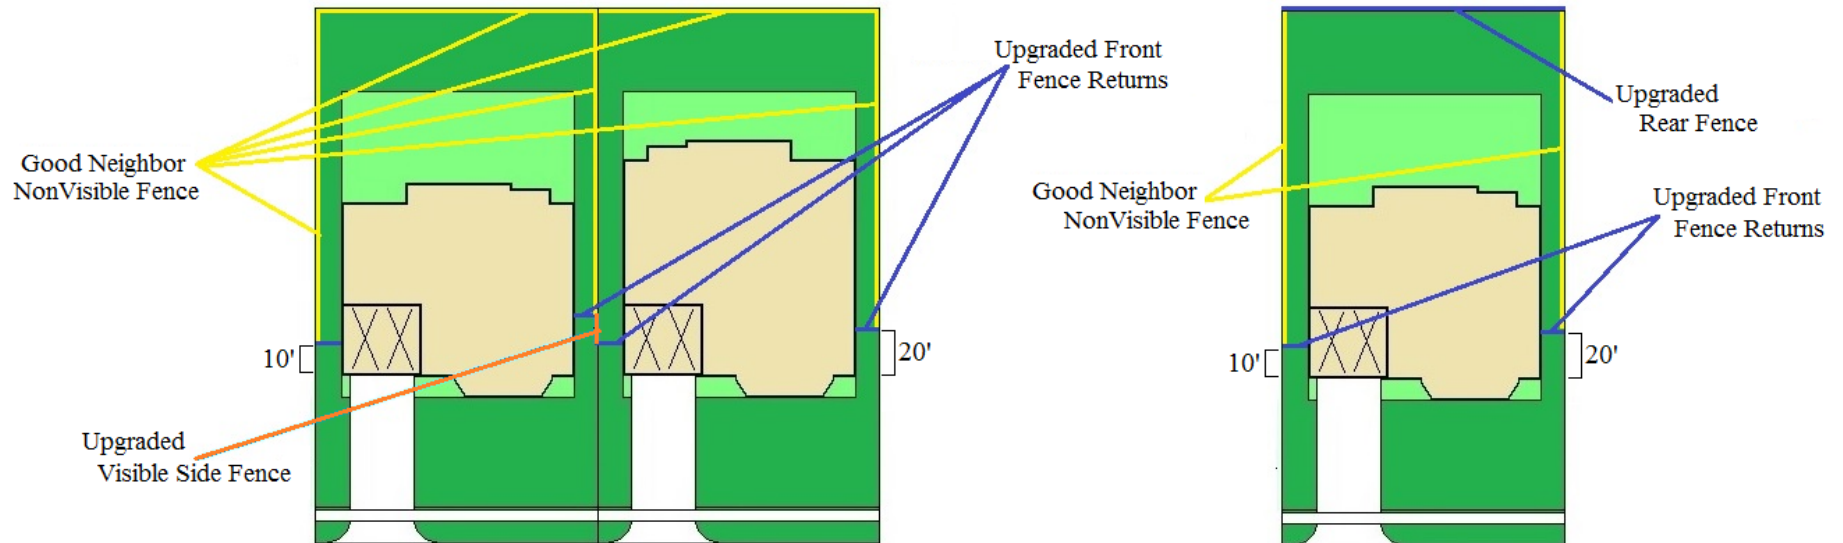 Good Neighbor
NonVisible Fence
Upgraded Front
Fence Returns
10'
20'
Upgraded
Visible Side Fence
Upgraded
Rear Fence
Good Neighbor
NonVisible Fence
Upgraded Front
Fence Returns
10'
20'